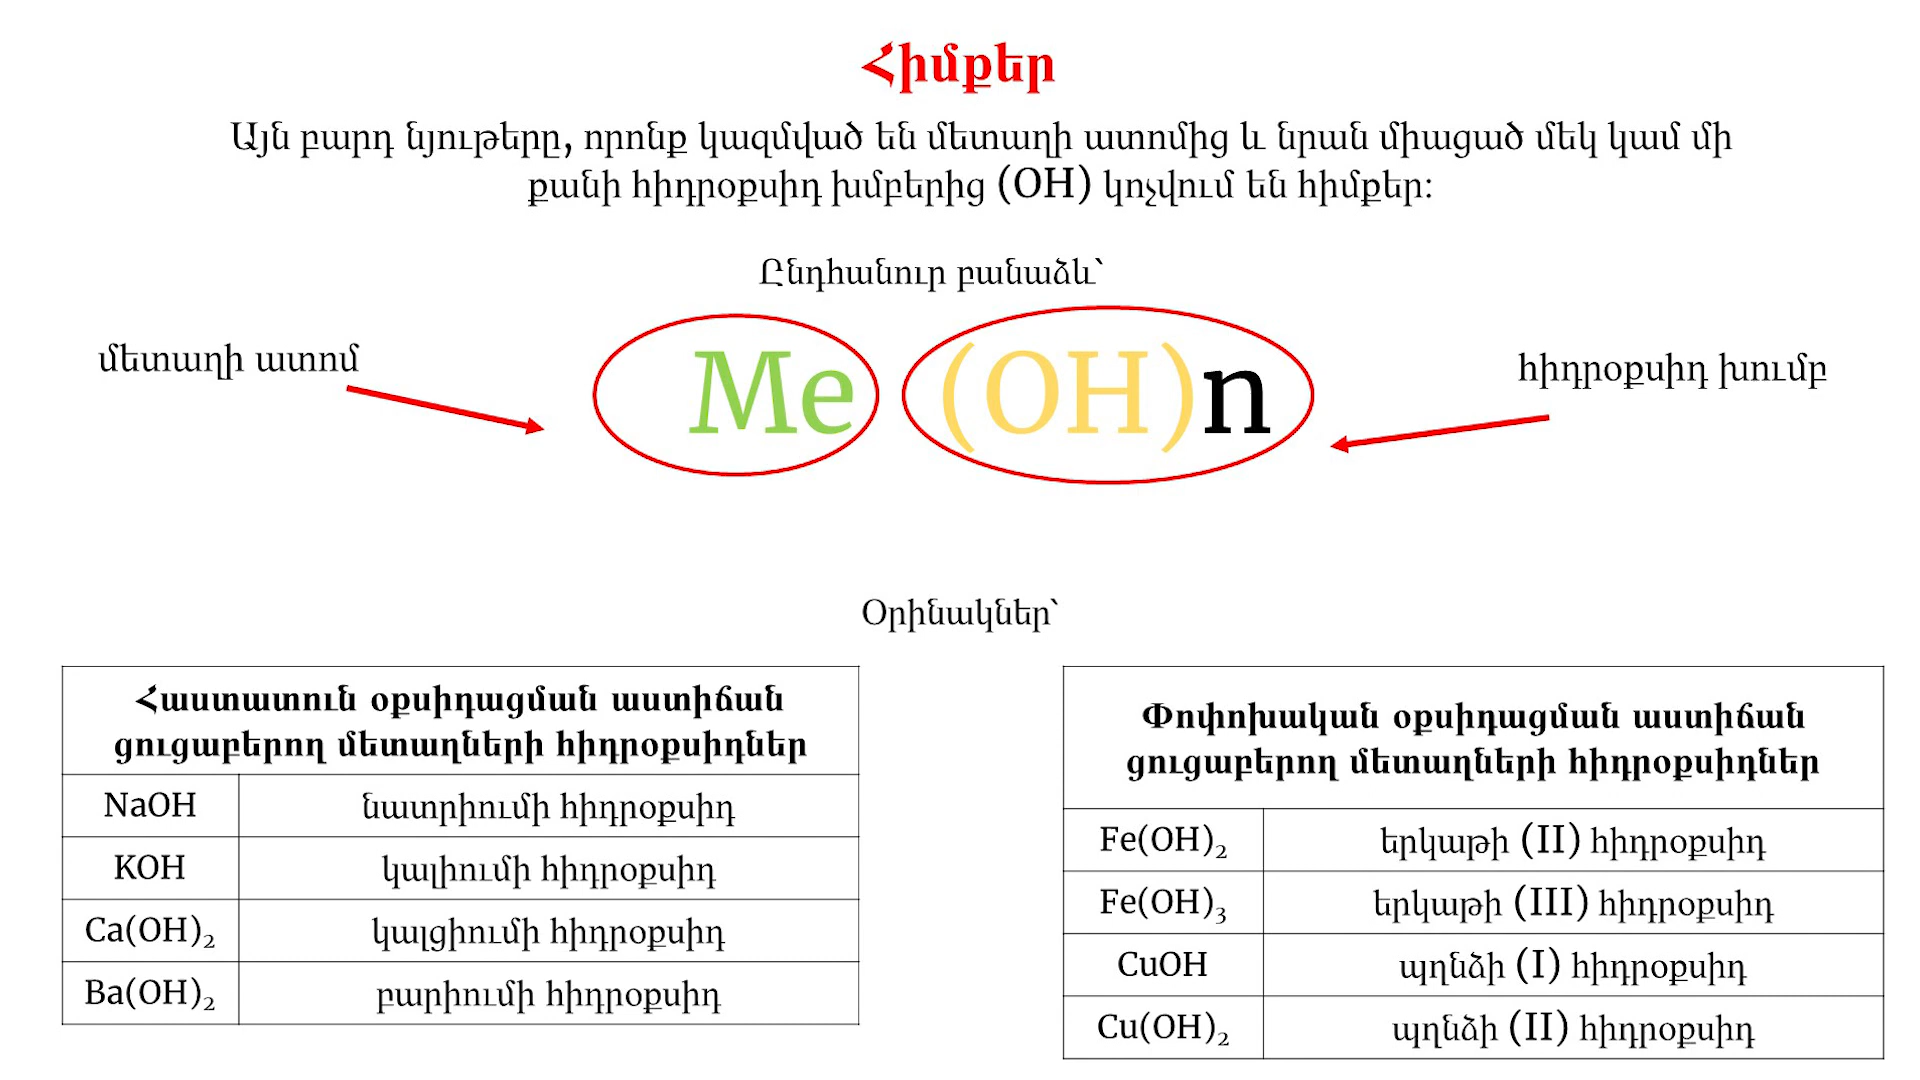 Հիմքեր
Այն բարդ նյութերը, որոնք կազմված են մետաղի ատոմից և նրան միացած մեկ կամ մի
քանի հիդրօքսիդ խմբերից (OH) կոչվում են հիմքեր:
Ընդհանուր բանաձև՝
մետաղի ատոմ
Me (OH)n
հիդրօքսիդ խումբ
Օրինակներ՝
Հաստատուն օքսիդացման աստիճան
ցուցաբերող մետաղների հիդրօքսիդներ
NaOH նատրիումի հիդրօքսիդ
KOH կալիումի հիդրօքսիդ
Ca(OH)₂ կալցիումի հիդրօքսիդ
Ba(OH)₂ բարիումի հիդրօքսիդ
Փոփոխական օքսիդացման աստիճան
ցուցաբերող մետաղների հիդրօքսիդներ
Fe(OH)₂ երկաթի (II) հիդրօքսիդ
Fe(OH)₃ երկաթի (III) հիդրօքսիդ
CuOH պղնձի (I) հիդրօքսիդ
Cu(OH)₂ պղնձի (II) հիդրօքսիդ